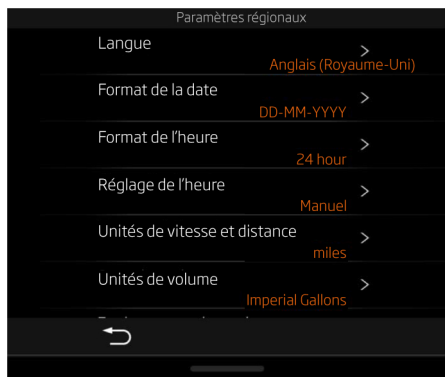 Paramètres régionaux
Langue
Anglais (Royaume-Uni)
Format de la date
DD-MM-YYYY
Format de l'heure
24 hour
Réglage de l'heure
Manuel
Unités de vitesse et distance
miles
Unités de volume
Imperial Gallons